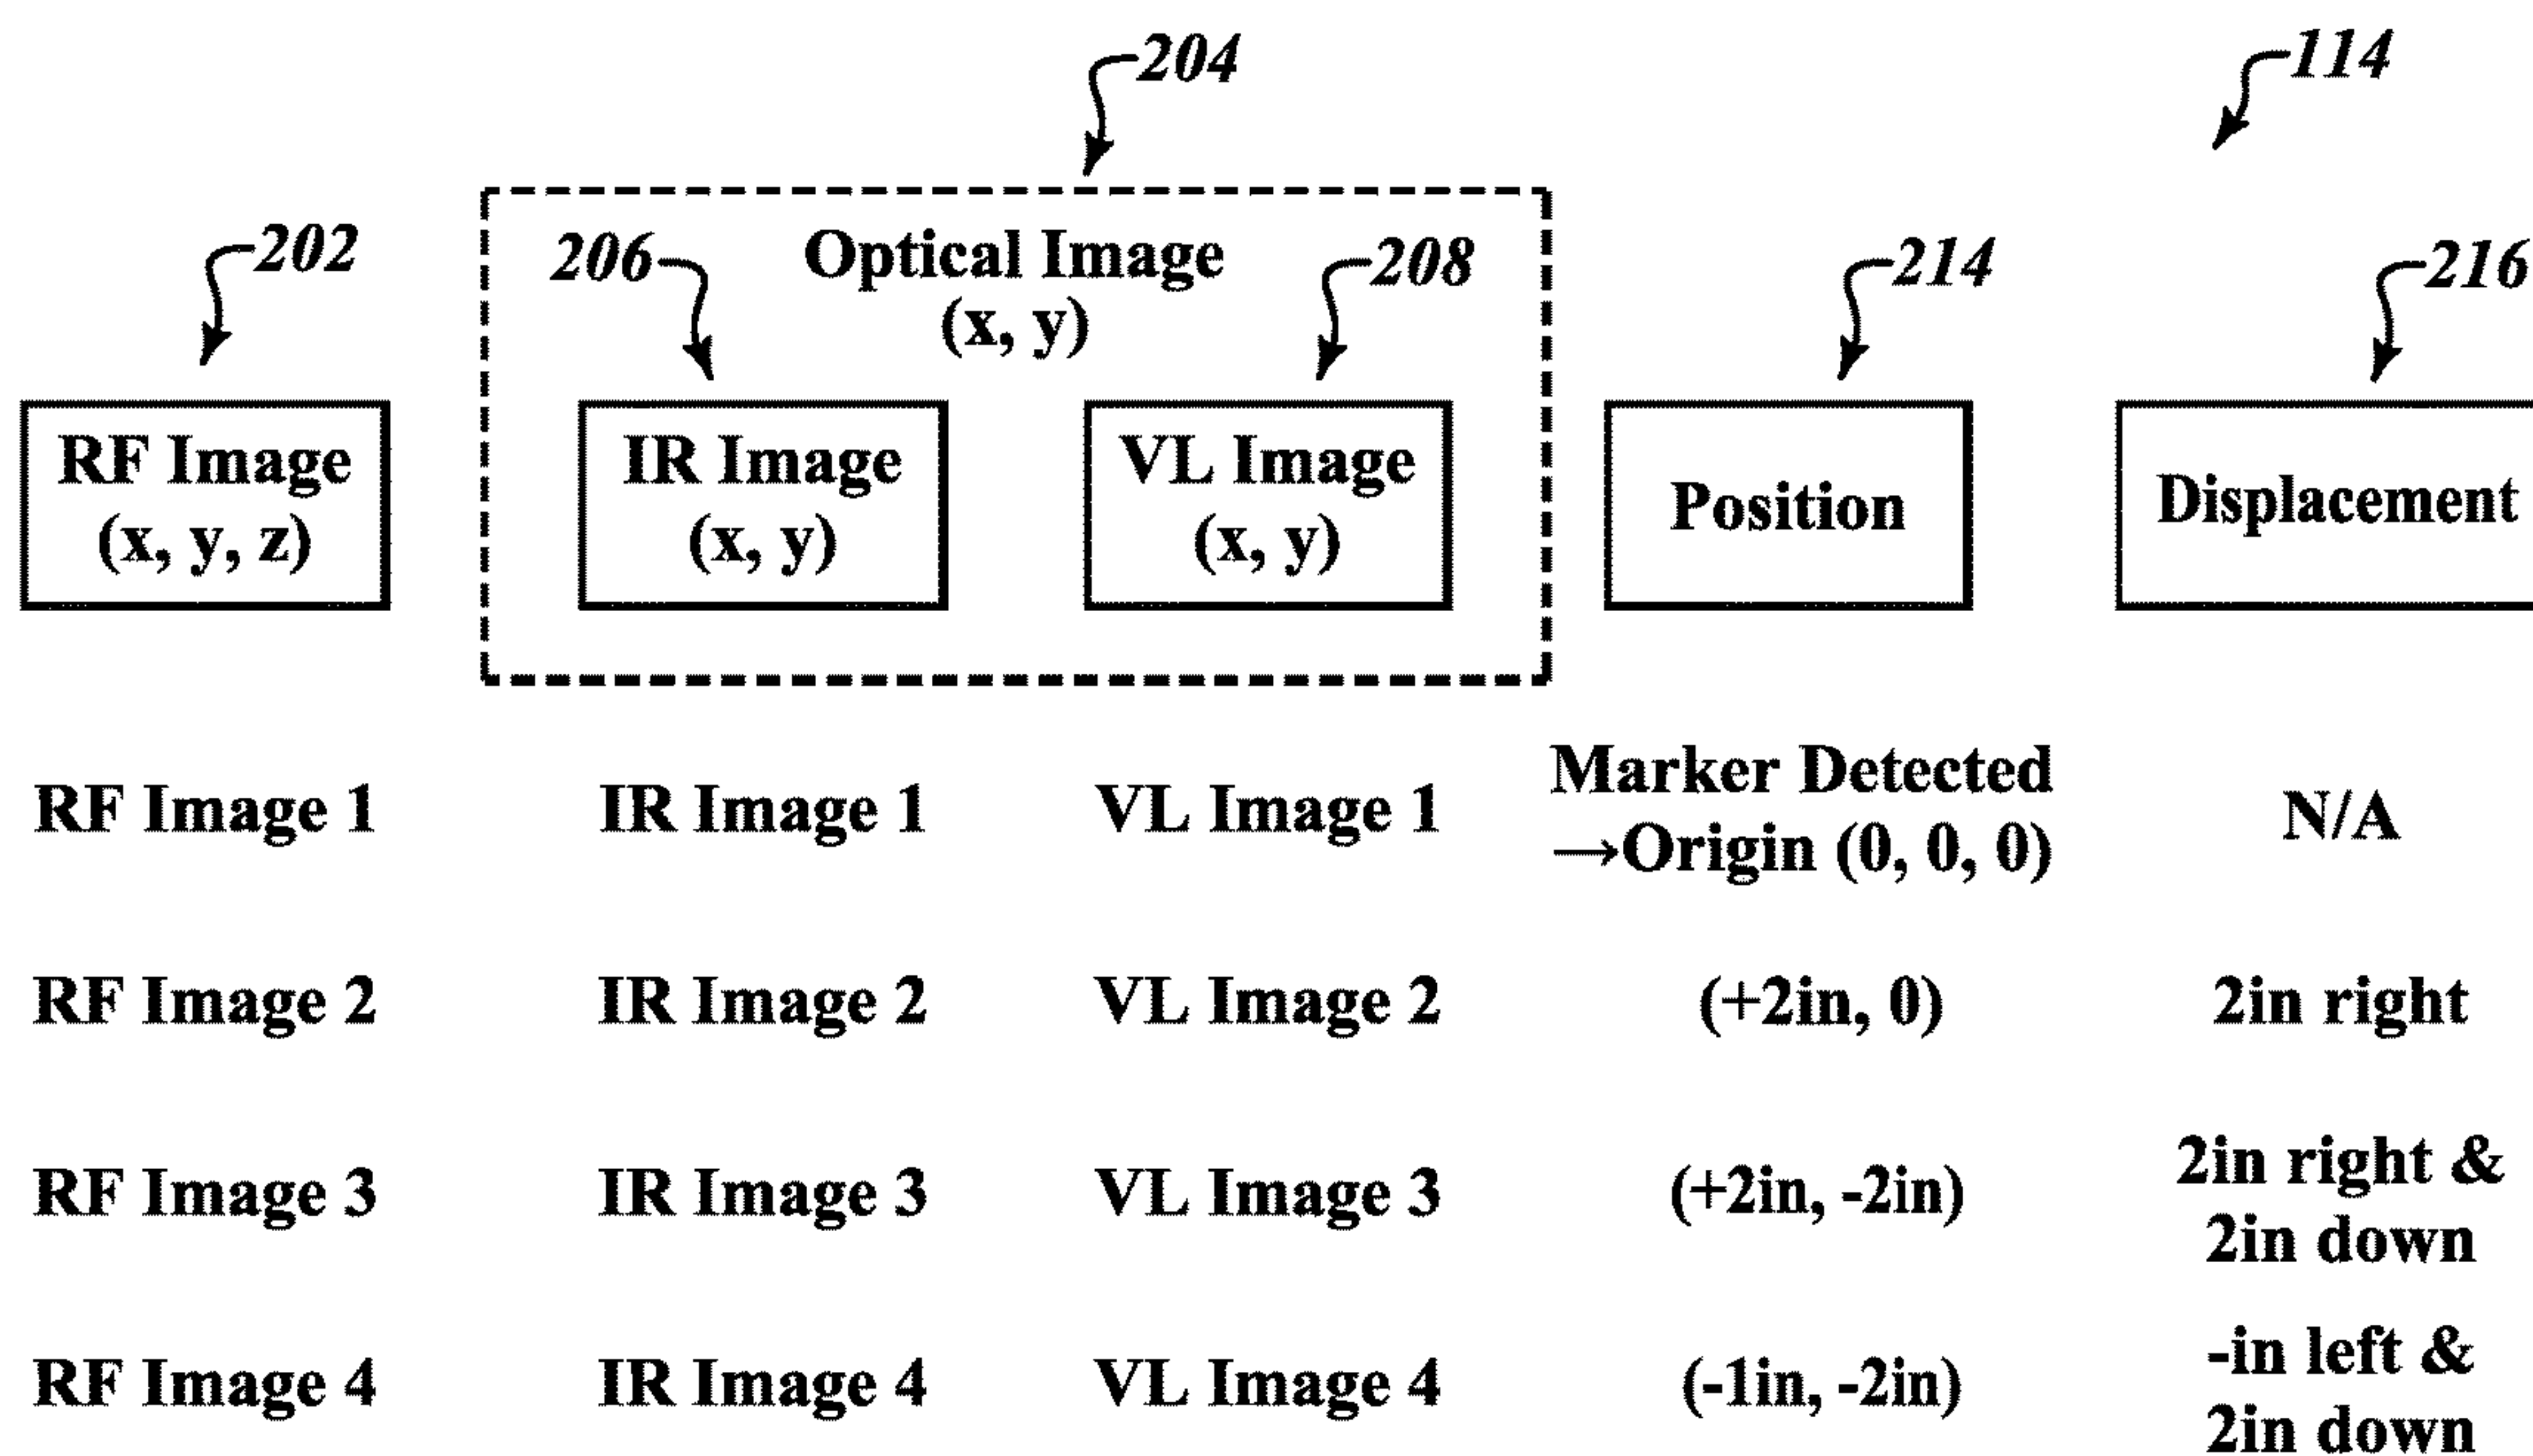 204
114
202
206
Optical Image
(x, y)
208
214
216
RF Image
(x, y, z)
IR Image
(x, y)
VL Image
(x, y)
Position
Displacement
RF Image 1
IR Image 1
VL Image 1
Marker Detected
→Origin (0, 0, 0)
N/A
RF Image 2
IR Image 2
VL Image 2
(+2in, 0)
2in right
RF Image 3
IR Image 3
VL Image 3
(+2in, -2in)
2in right &
2in down
RF Image 4
IR Image 4
VL Image 4
(-1in, -2in)
-in left &
2in down